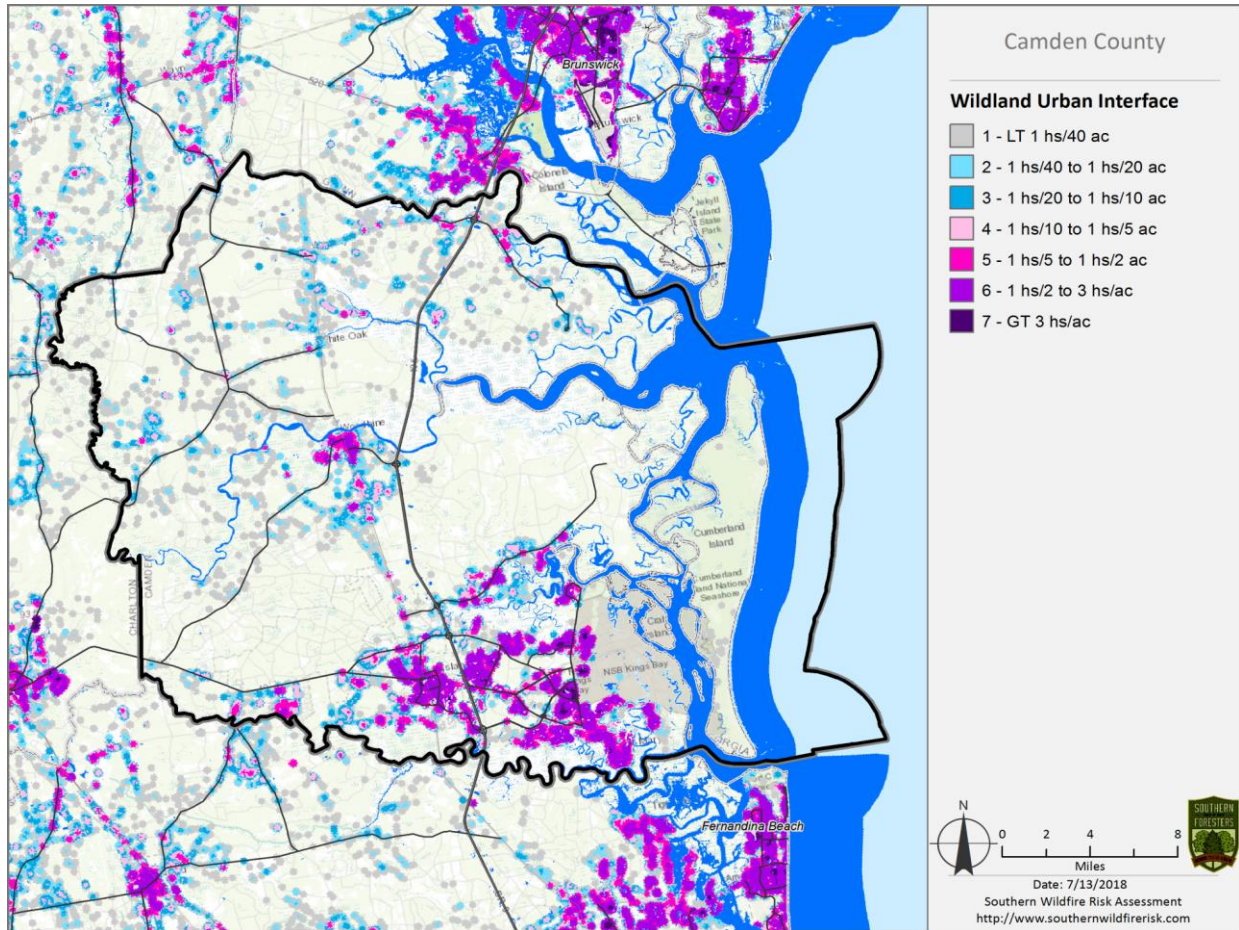 Camden County
Wildland Urban Interface
1 - LT 1 hs/40 ac
2 - 1 hs/40 to 1 hs/20 ac
3 - 1 hs/20 to 1 hs/10 ac
4 - 1 hs/10 to 1 hs/5 ac
5 - 1 hs/5 to 1 hs/2 ac
6 - 1 hs/2 to 3 hs/ac
7 - GT 3 hs/ac
Brunswick
520
Colonels
Island
Jekyll
Island
State
Park
hite Oak
CHARLTON
CAMDEN
Cumberland
Island
umberland
and National
Seashore
NSB Kings Bay
Fernandina Beach
N
0 2 4 8
Miles
SOUTHERN
FORESTERS
Date: 7/13/2018
Southern Wildfire Risk Assessment
http://www.southernwildfirerisk.com